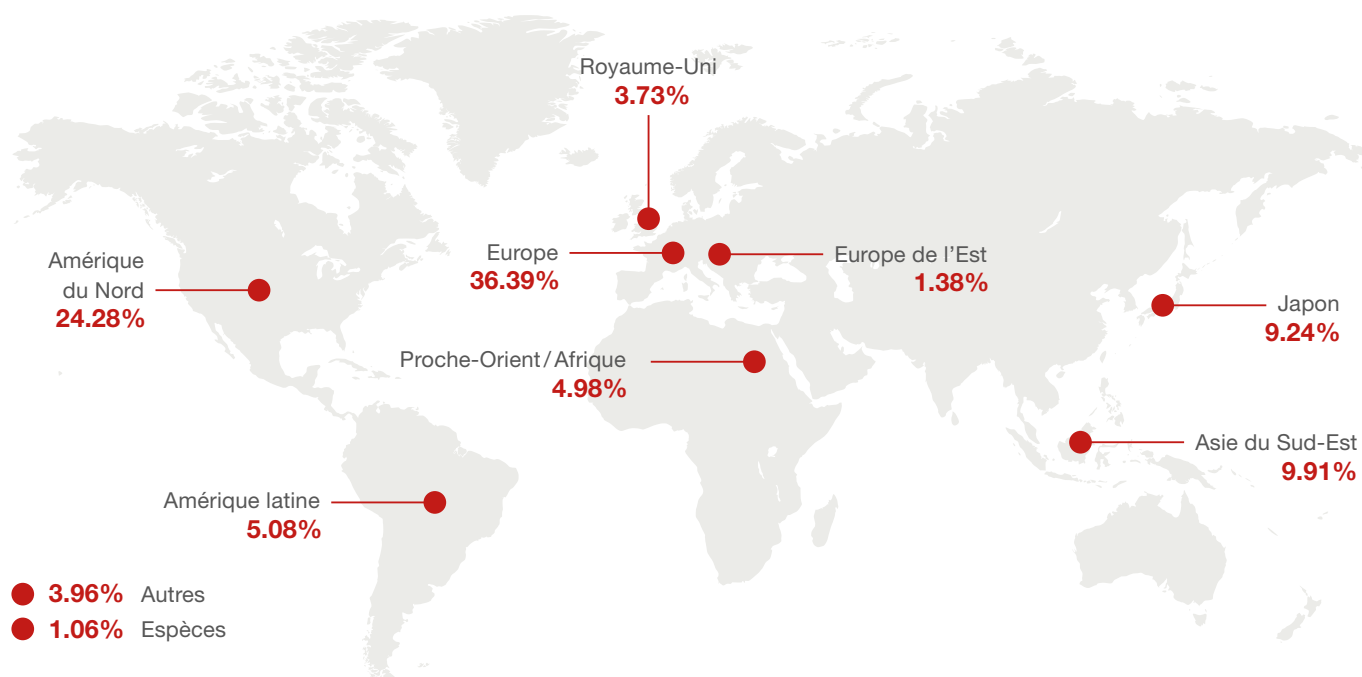 Royaume-Uni
3.73%
Amérique
du Nord
24.28%
Europe
36.39%
Europe de l’Est
1.38%
Japon
9.24%
Proche-Orient/Afrique
4.98%
Asie du Sud-Est
9.91%
Amérique latine
5.08%
3.96% Autres
1.06% Espèces